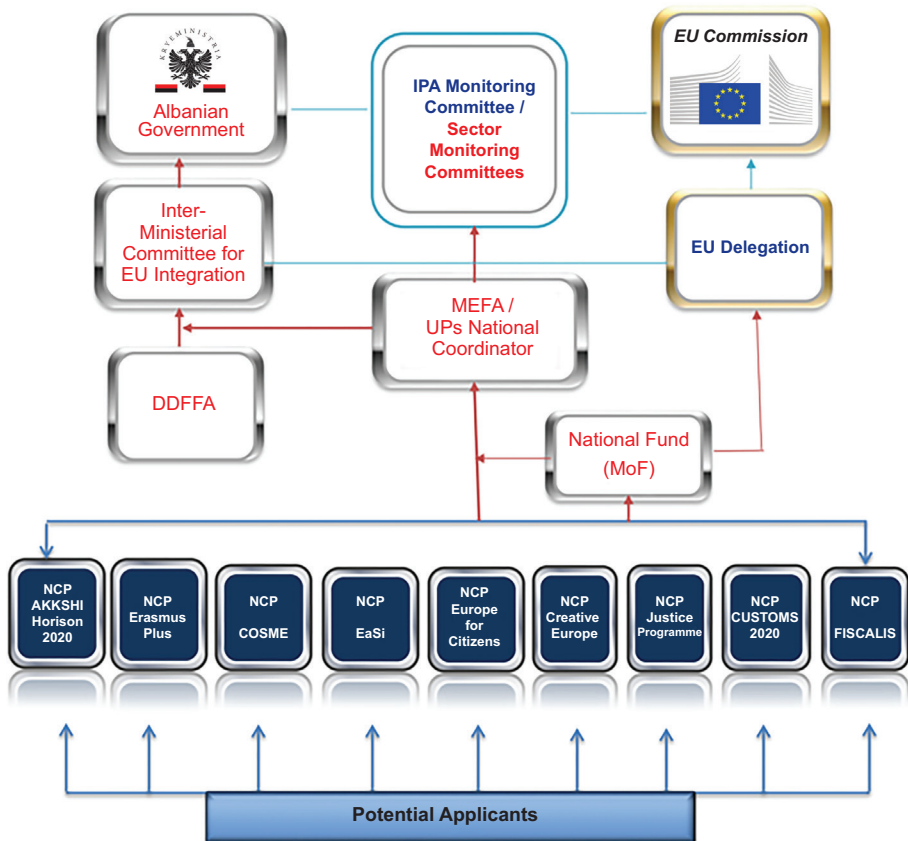 KRYEMINISTRIA
Albanian
Government
IPA Monitoring
Committee /
Sector
Monitoring
Committees
EU Commission
Inter-
Ministerial
Committee for
EU Integration
EU Delegation
MEFA /
UPs National
Coordinator
DDFFA
National Fund
(MoF)
NCP
AKKSHI
Horison
2020
NCP
Erasmus
Plus
NCP
COSME
NCP
EaSi
NCP
Europe
for
Citizens
NCP
Creative
Europe
NCP
Justice
Programme
NCP
CUSTOMS
2020
NCP
FISCALIS
Potential Applicants